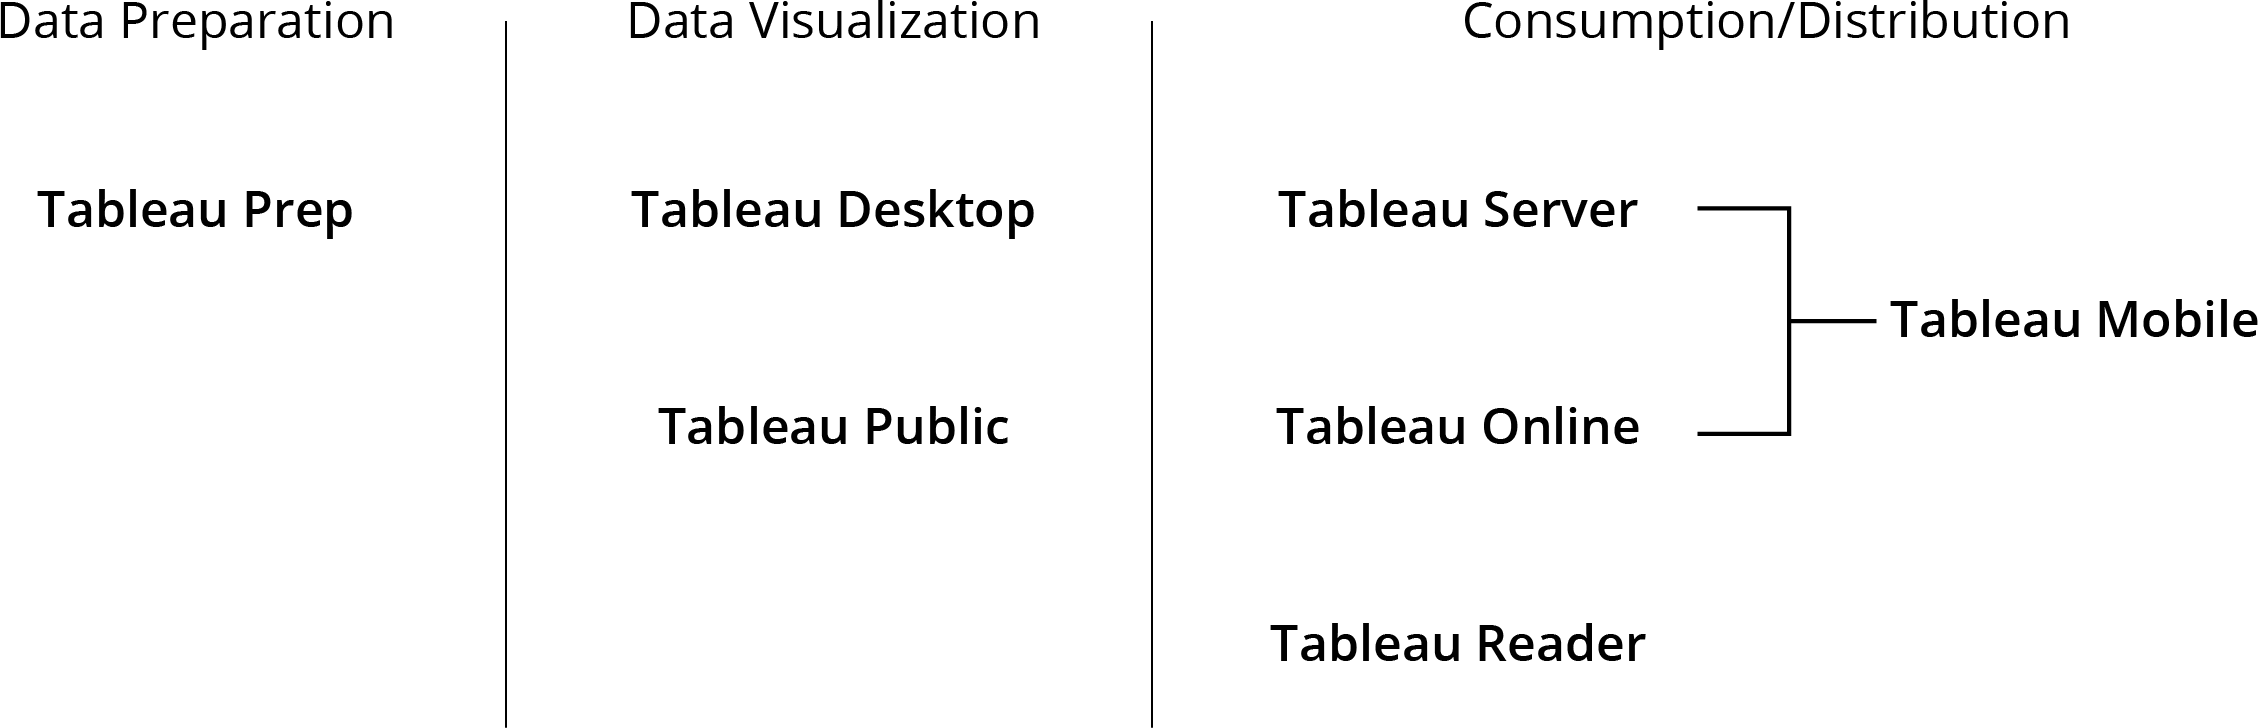 Data Preparation
Data Visualization
Consumption/Distribution
Tableau Prep
Tableau Desktop
Tableau Server
Tableau Mobile
Tableau Public
Tableau Online
Tableau Reader